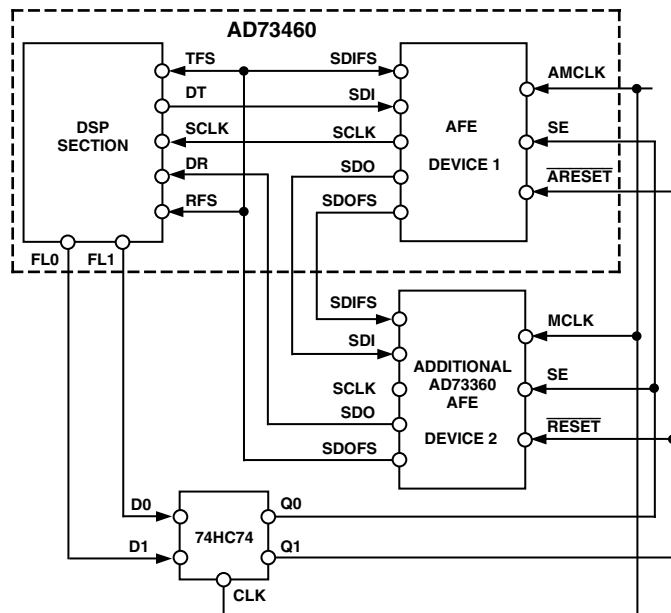 AD73460
TFS
SDIFS
DT
SDI
AMCLK
DSP
SECTION
SCLK
SCLK
AFE
DEVICE 1
SE
DR
SDO
ARESET
RFS
SDOFS
FL0
FL1
SDIFS
MCLK
SDI
ADDITIONAL
AD73360
AFE
DEVICE 2
SCLK
SE
SDO
RESET
SDOFS
D0
Q0
74HC74
D1
Q1
CLK